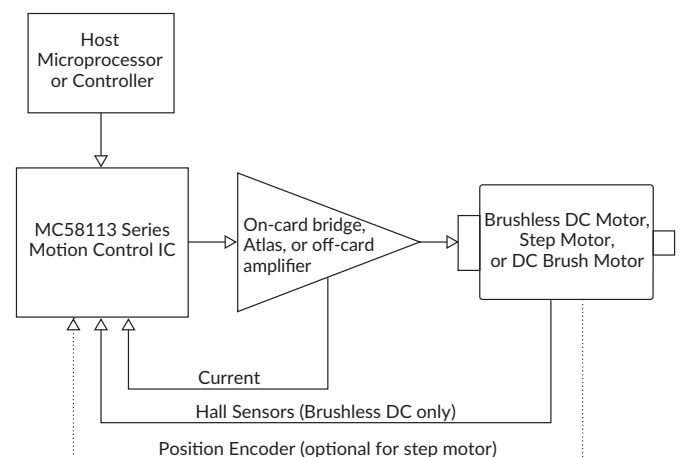 Host
Microprocessor
or Controller
MC58113 Series
Motion Control IC
On-card bridge,
Atlas, or off-card
amplifier
Brushless DC Motor,
Step Motor,
or DC Brush Motor
Current
Hall Sensors (Brushless DC only)
Position Encoder (optional for step motor)